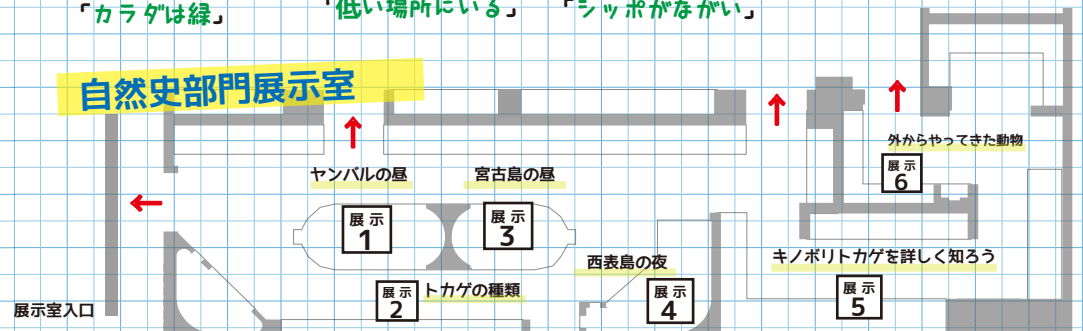 「カラダは緑」
「低い場所にいる」
「シッポがながい」
自然史部門展示室
外からやってきた動物
展示
6
ヤンバルの昼
宮古島の昼
展示
1
展示
3
西表島の夜
キノボリトカゲを詳しく知ろう
トカゲの種類
展示
2
展示
4
展示
5
展示室入口